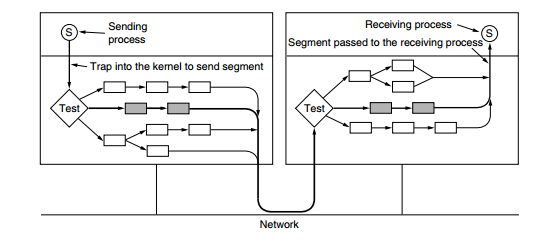 S
Sending
process
Trap into the kernel to send segment
Test
Receiving process
S
Segment passed to the receiving process
Test
Network